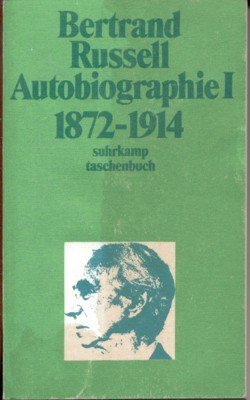 Bertrand
Russell
Autobiographie I
1872-1914
suhrkamp
taschenbuch